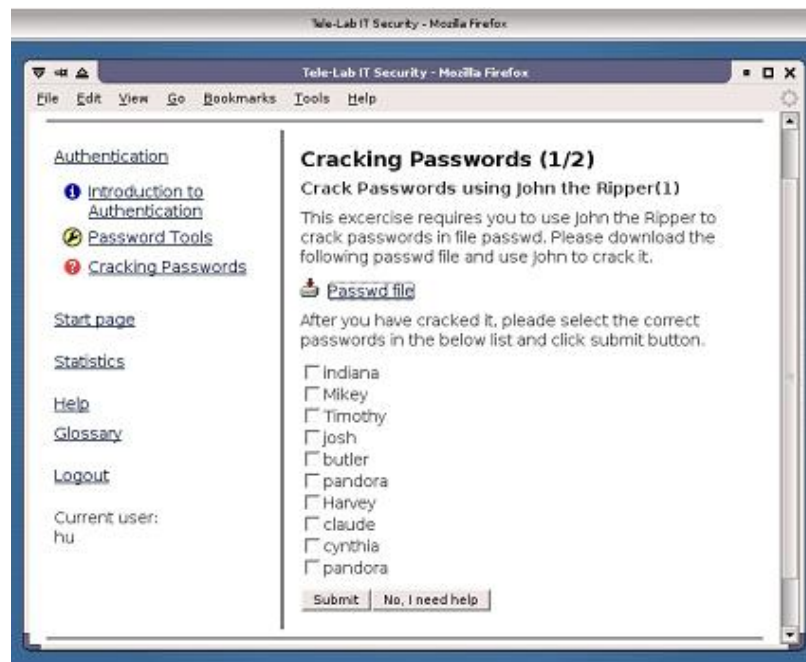 Tele-Lab IT Security - Mozilla Firefox
Tele-Lab IT Security - Mozilla Firefox
File Edit View Go Bookmarks Tools Help
Authentication
Introduction to
Authentication
Password Tools
Cracking Passwords
Start page
Statistics
Help
Glossary
Logout
Current user:
hu
Cracking Passwords (1/2)
Crack Passwords using John the Ripper(1)
This excercise requires you to use John the Ripper to
crack passwords in file passwd. Please download the
following passwd file and use John to crack it.
Passwd file
After you have cracked it, pleade select the correct
passwords in the below list and click submit button.
indiana
Mikey
Timothy
josh
butler
pandora
Harvey
claude
cynthia
pandora
Submit No, I need help